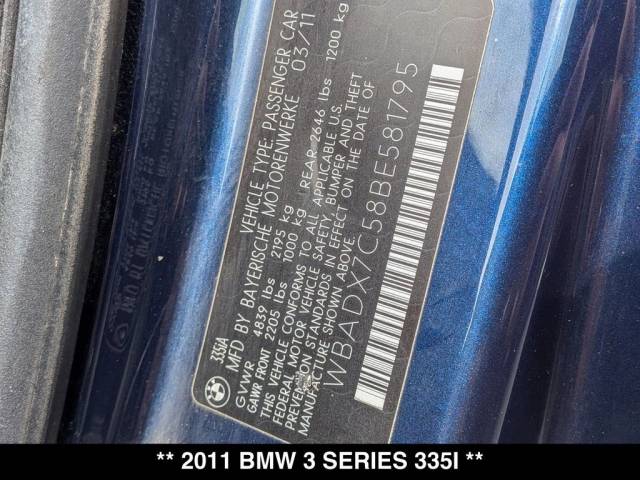 335iA
VEHICLE TYPE: PASSENGER CAR
MFD BY BAYERISCHE MOTORENWERKE 03/11
GVWR 4839 lbs 2195 kg
GAWR FRONT 2205 lbs 1000 kg REAR 2646 lbs 1200 kg
THIS VEHICLE CONFORMS TO ALL APPLICABLE U.S.
FEDERAL MOTOR VEHICLE SAFETY, BUMPER AND THEFT
PREVENTION STANDARDS IN EFFECT ON THE DATE OF
MANUFACTURE SHOWN ABOVE.
WBADX7C58BE581795
** 2011 BMW 3 SERIES 335I **